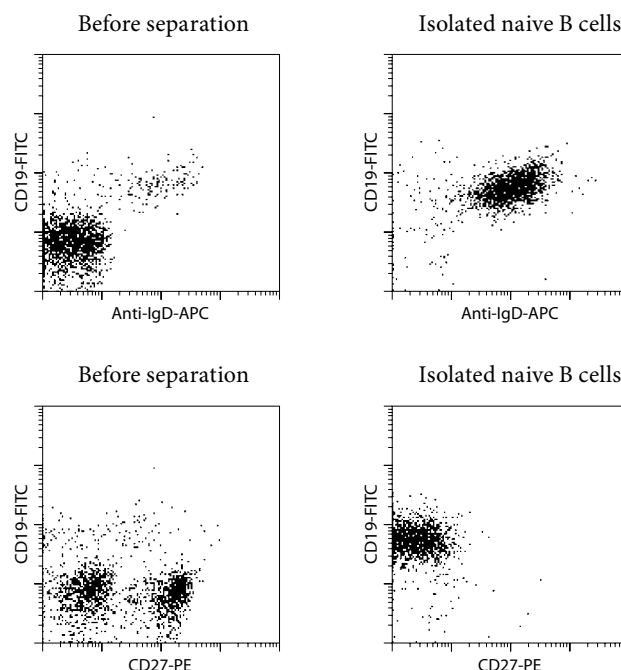 Before separation
Isolated naive B cells
CD19-FITC
Anti-IgD-APC
CD19-FITC
Anti-IgD-APC
Before separation
Isolated naive B cells
CD19-FITC
CD27-PE
CD19-FITC
CD27-PE